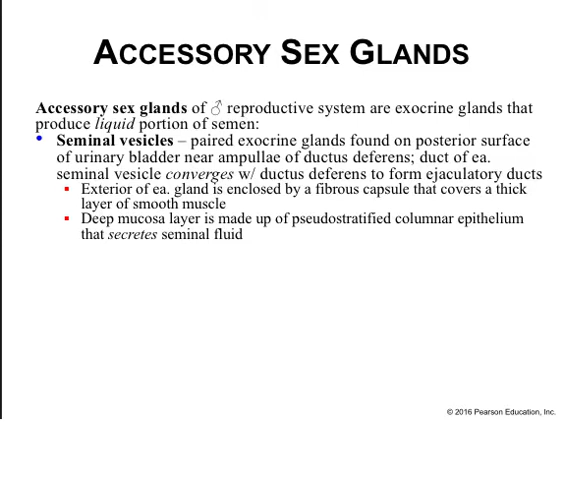 ACCESSORY SEX GLANDS
Accessory sex glands of ♂ reproductive system are exocrine glands that
produce liquid portion of semen:
• Seminal vesicles – paired exocrine glands found on posterior surface
of urinary bladder near ampullae of ductus deferens; duct of ea.
seminal vesicle converges w/ ductus deferens to form ejaculatory ducts
▪ Exterior of ea. gland is enclosed by a fibrous capsule that covers a thick
layer of smooth muscle
▪ Deep mucosa layer is made up of pseudostratified columnar epithelium
that secretes seminal fluid
© 2016 Pearson Education, Inc.